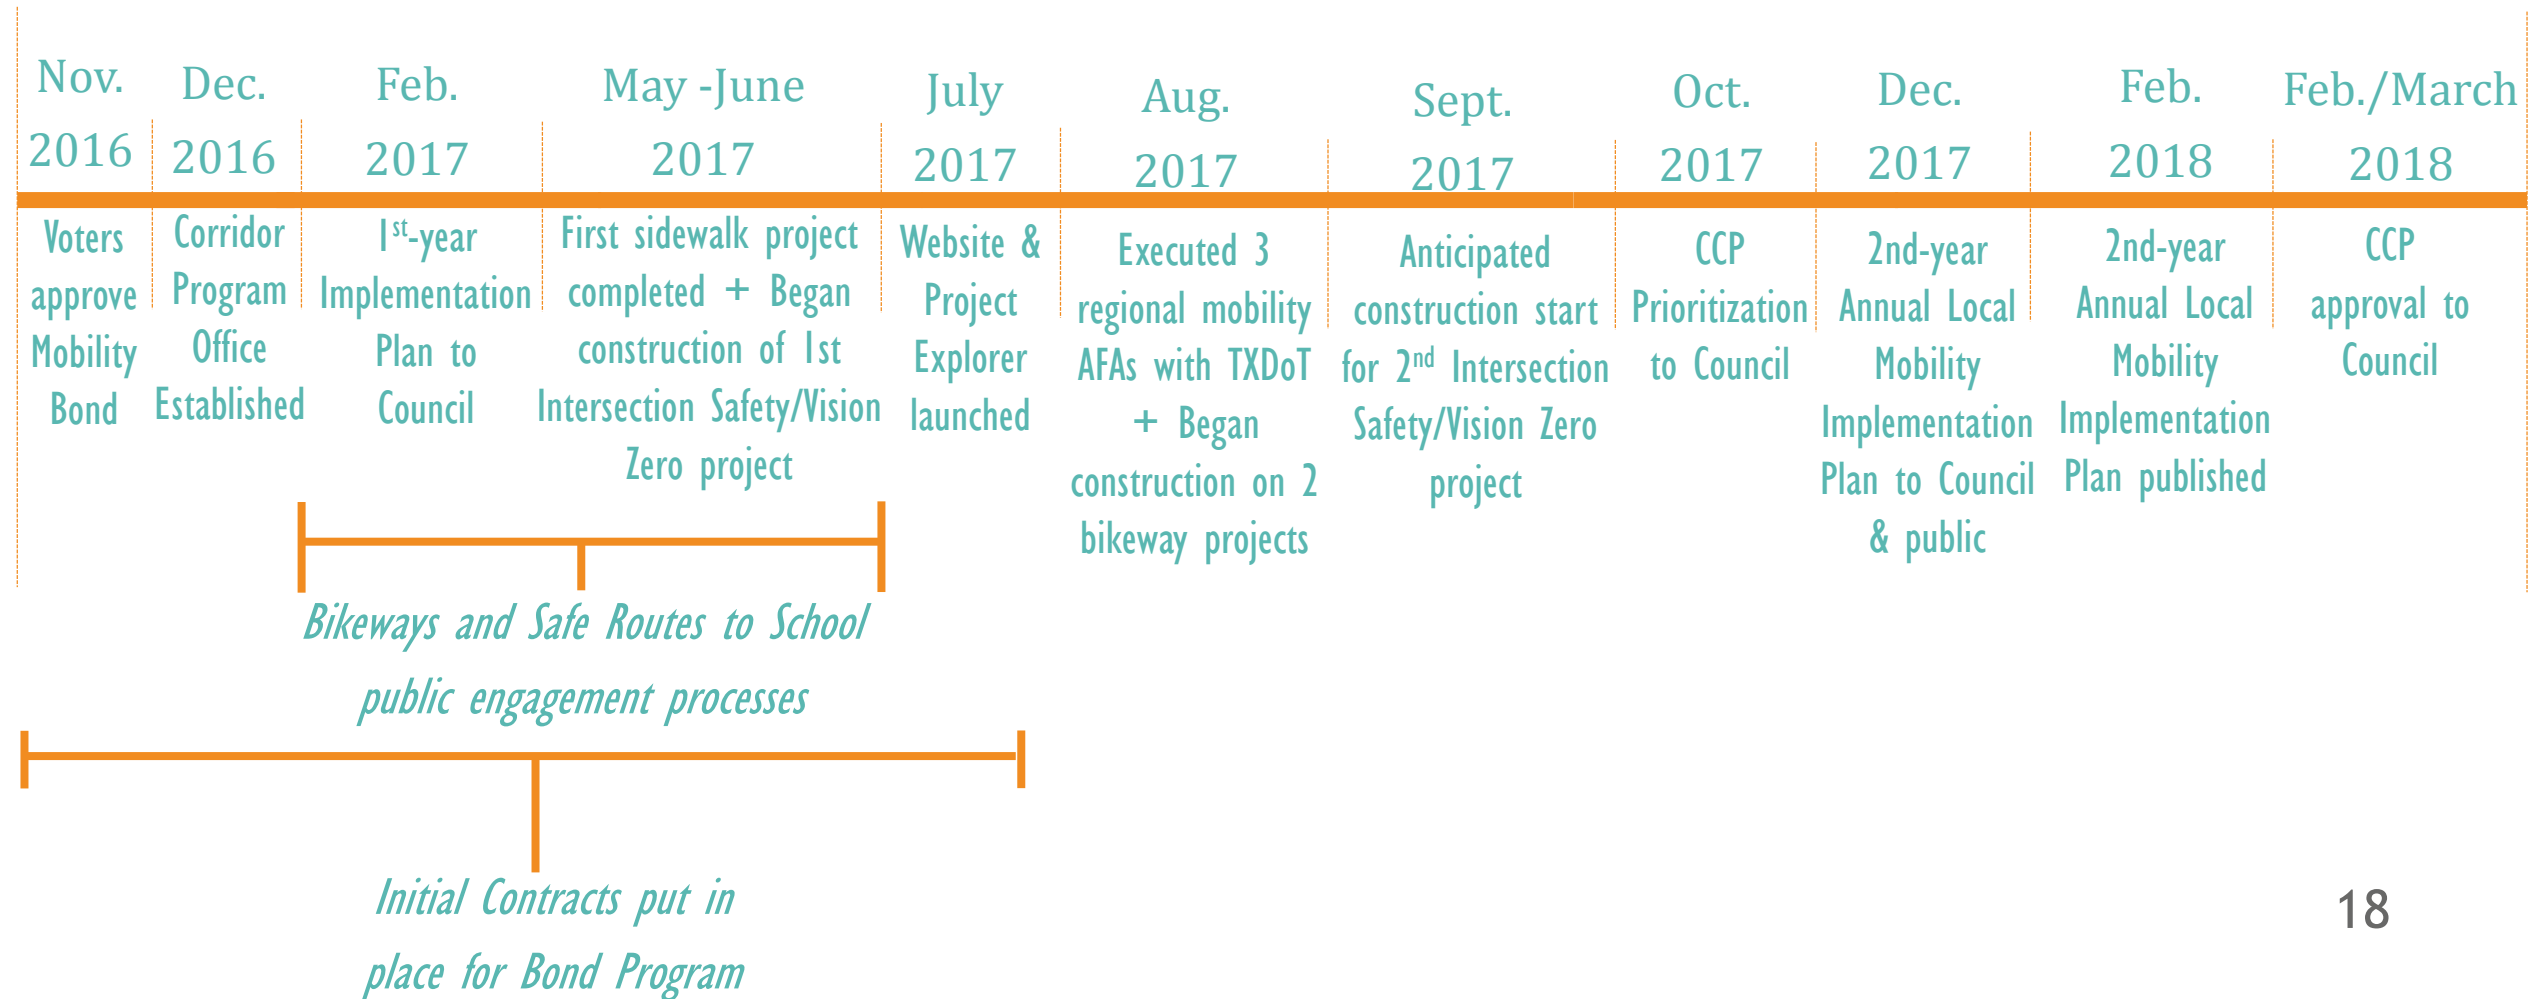 Nov.
2016
Dec.
2016
Feb.
2017
May -June
2017
July
2017
Aug.
2017
Sept.
2017
Oct.
2017
Dec.
2017
Feb.
2018
Feb./March
2018
Voters
approve
Mobility
Bond
Corridor
Program
Office
Established
1st-year
Implementation
Plan to
Council
First sidewalk project
completed + Began
construction of 1st
Intersection Safety/Vision
Zero project
Website &
Project
Explorer
launched
Executed 3
regional mobility
AFAs with TXDoT
+ Began
construction on 2
bikeway projects
Anticipated
construction start
for 2nd Intersection
Safety/Vision Zero
project
CCP
Prioritization
to Council
2nd-year
Annual Local
Mobility
Implementation
Plan to Council
& public
2nd-year
Annual Local
Mobility
Implementation
Plan published
CCP
approval to
Council
Bikeways and Safe Routes to School
public engagement processes
Initial Contracts put in
place for Bond Program
18